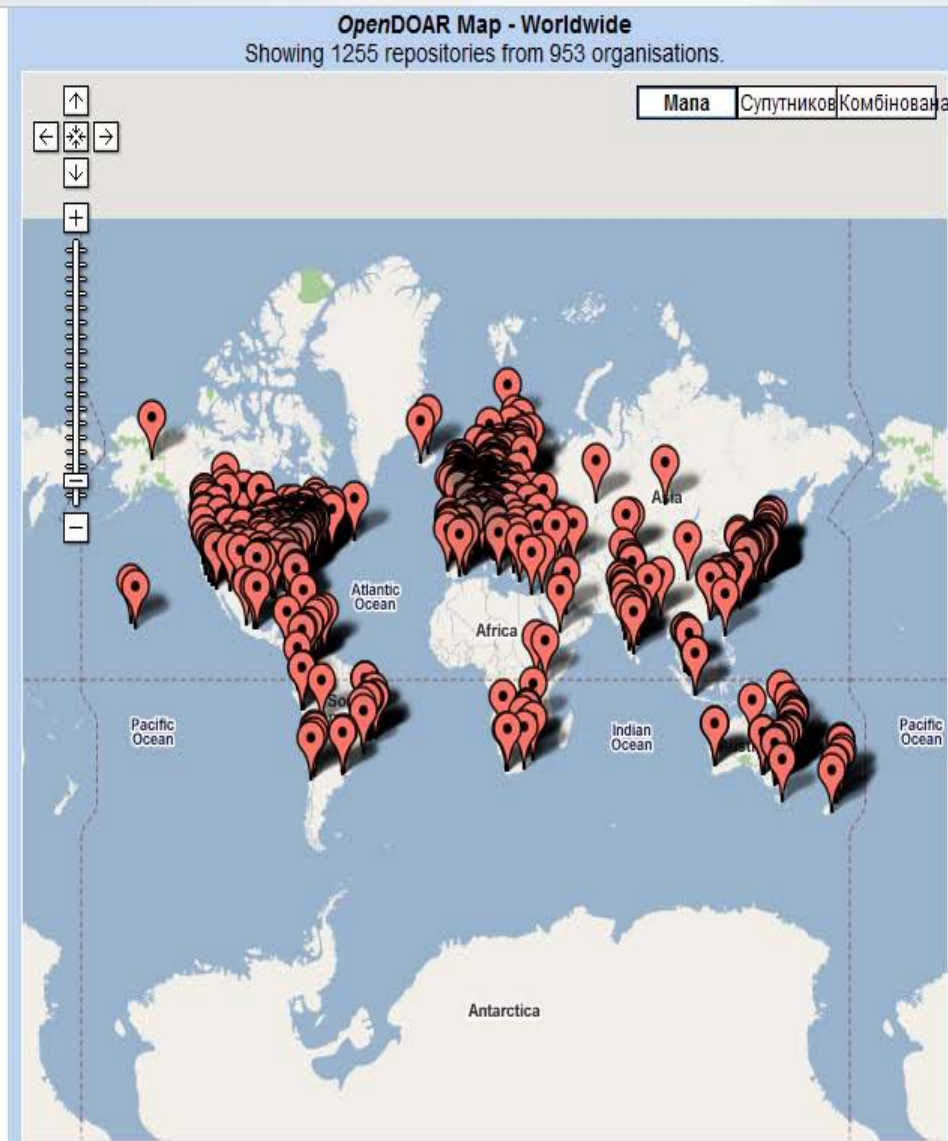 OpenDOAR Map - Worldwide
Showing 1255 repositories from 953 organisations.
Мапа
Супутников
Комбінована
Asia
Atlantic
Ocean
Africa
Pacific
Ocean
Indian
Ocean
Pacific
Ocean
Antarctica